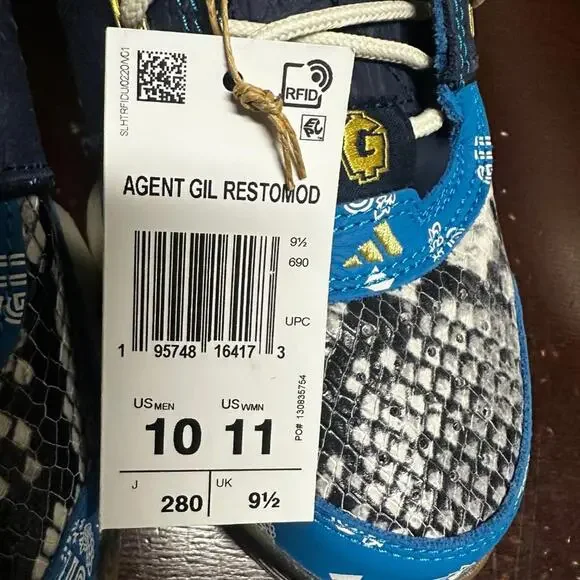 SLHTRFIDU0220W01
RFID
AGENT GIL RESTOMOD
9½
690
UPC
1 95748 16417 3
PO# 130835754
US MEN US WMN
10 11
J UK
280 9½
G